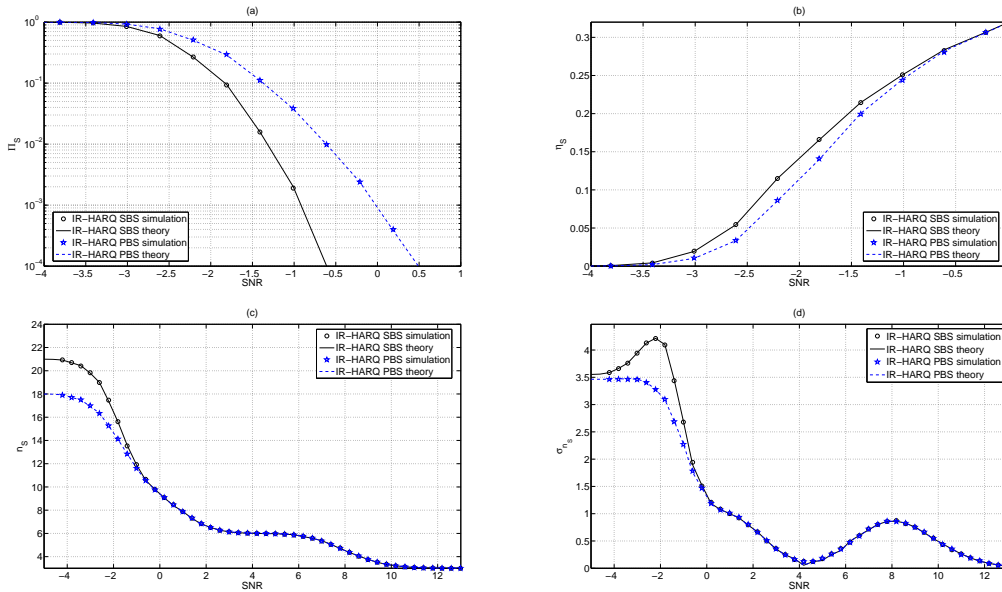 (a)
10^0
10^−1
10^−2
10^−3
10^−4
Π_S
−4 −3.5 −3 −2.5 −2 −1.5 −1 −0.5 0 0.5 1
SNR
IR−HARQ SBS simulation
IR−HARQ SBS theory
IR−HARQ PBS simulation
IR−HARQ PBS theory
(b)
0.3
0.25
0.2
0.15
0.1
0.05
0
η_S
−4 −3.5 −3 −2.5 −2 −1.5 −1 −0.5
SNR
IR−HARQ SBS simulation
IR−HARQ SBS theory
IR−HARQ PBS simulation
IR−HARQ PBS theory
(c)
24
22
20
18
16
14
12
10
8
6
4
n_S
−4 −2 0 2 4 6 8 10 12
SNR
IR−HARQ SBS simulation
IR−HARQ SBS theory
IR−HARQ PBS simulation
IR−HARQ PBS theory
(d)
4
3.5
3
2.5
2
1.5
1
0.5
0
σ_n_S
−4 −2 0 2 4 6 8 10 12
SNR
IR−HARQ SBS simulation
IR−HARQ SBS theory
IR−HARQ PBS simulation
IR−HARQ PBS theory